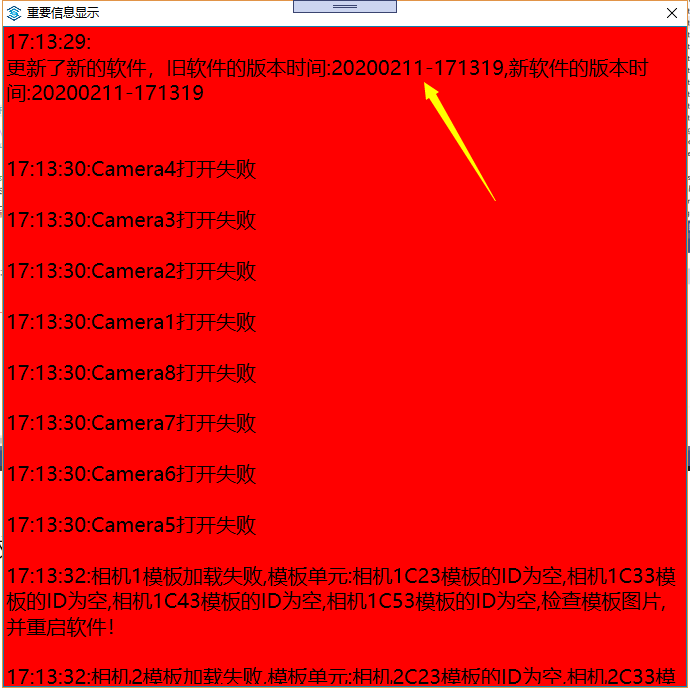 重要信息显示
17:13:29:
更新了新的软件，旧软件的版本时间:20200211-171319,新软件的版本时
间:20200211-171319
17:13:30:Camera4打开失败
17:13:30:Camera3打开失败
17:13:30:Camera2打开失败
17:13:30:Camera1打开失败
17:13:30:Camera8打开失败
17:13:30:Camera7打开失败
17:13:30:Camera6打开失败
17:13:30:Camera5打开失败
17:13:32:相机1模板加载失败,模板单元:相机1C23模板的ID为空,相机1C33模
板的ID为空,相机1C43模板的ID为空,相机1C53模板的ID为空,检查模板图片,
并重启软件!
17:13:32:相机2模板加载失败,模板单元:相机2C23模板的ID为空,相机2C33模